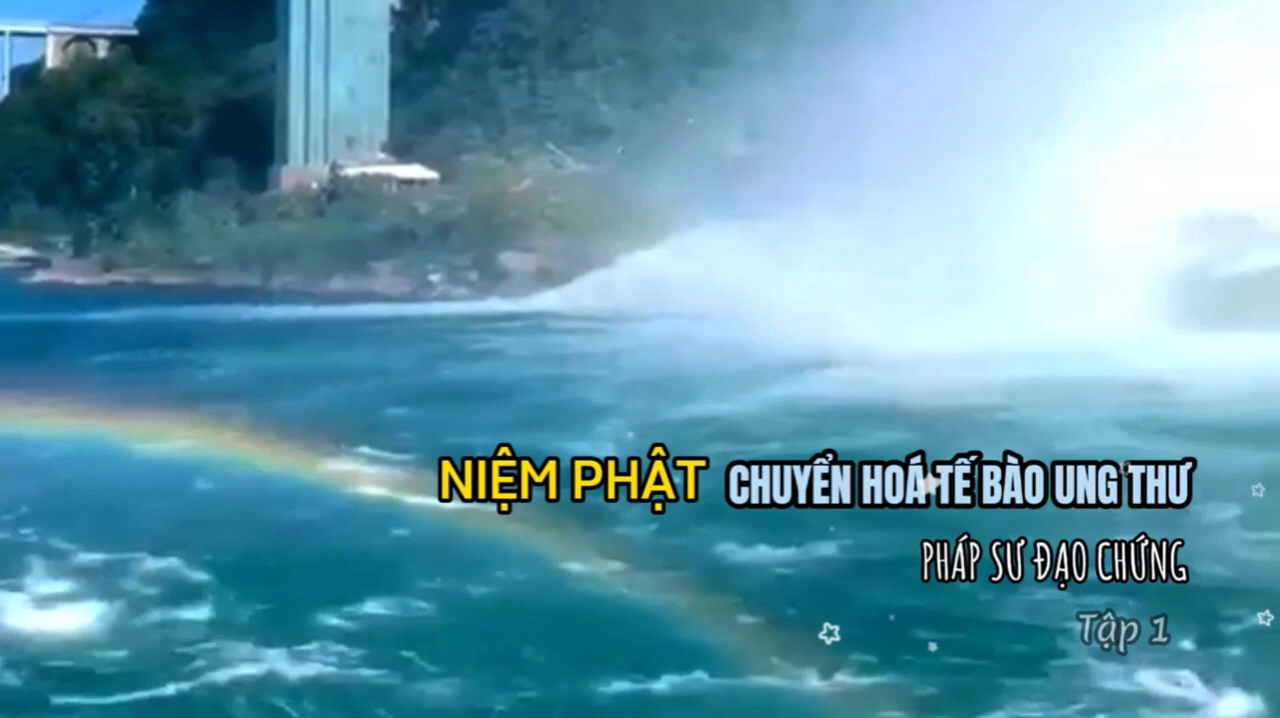 NIỆM PHẬT CHUYỂN HOÁ TẾ BÀO UNG THƯ
PHÁP SƯ ĐẠO CHỨNG
Tập 1